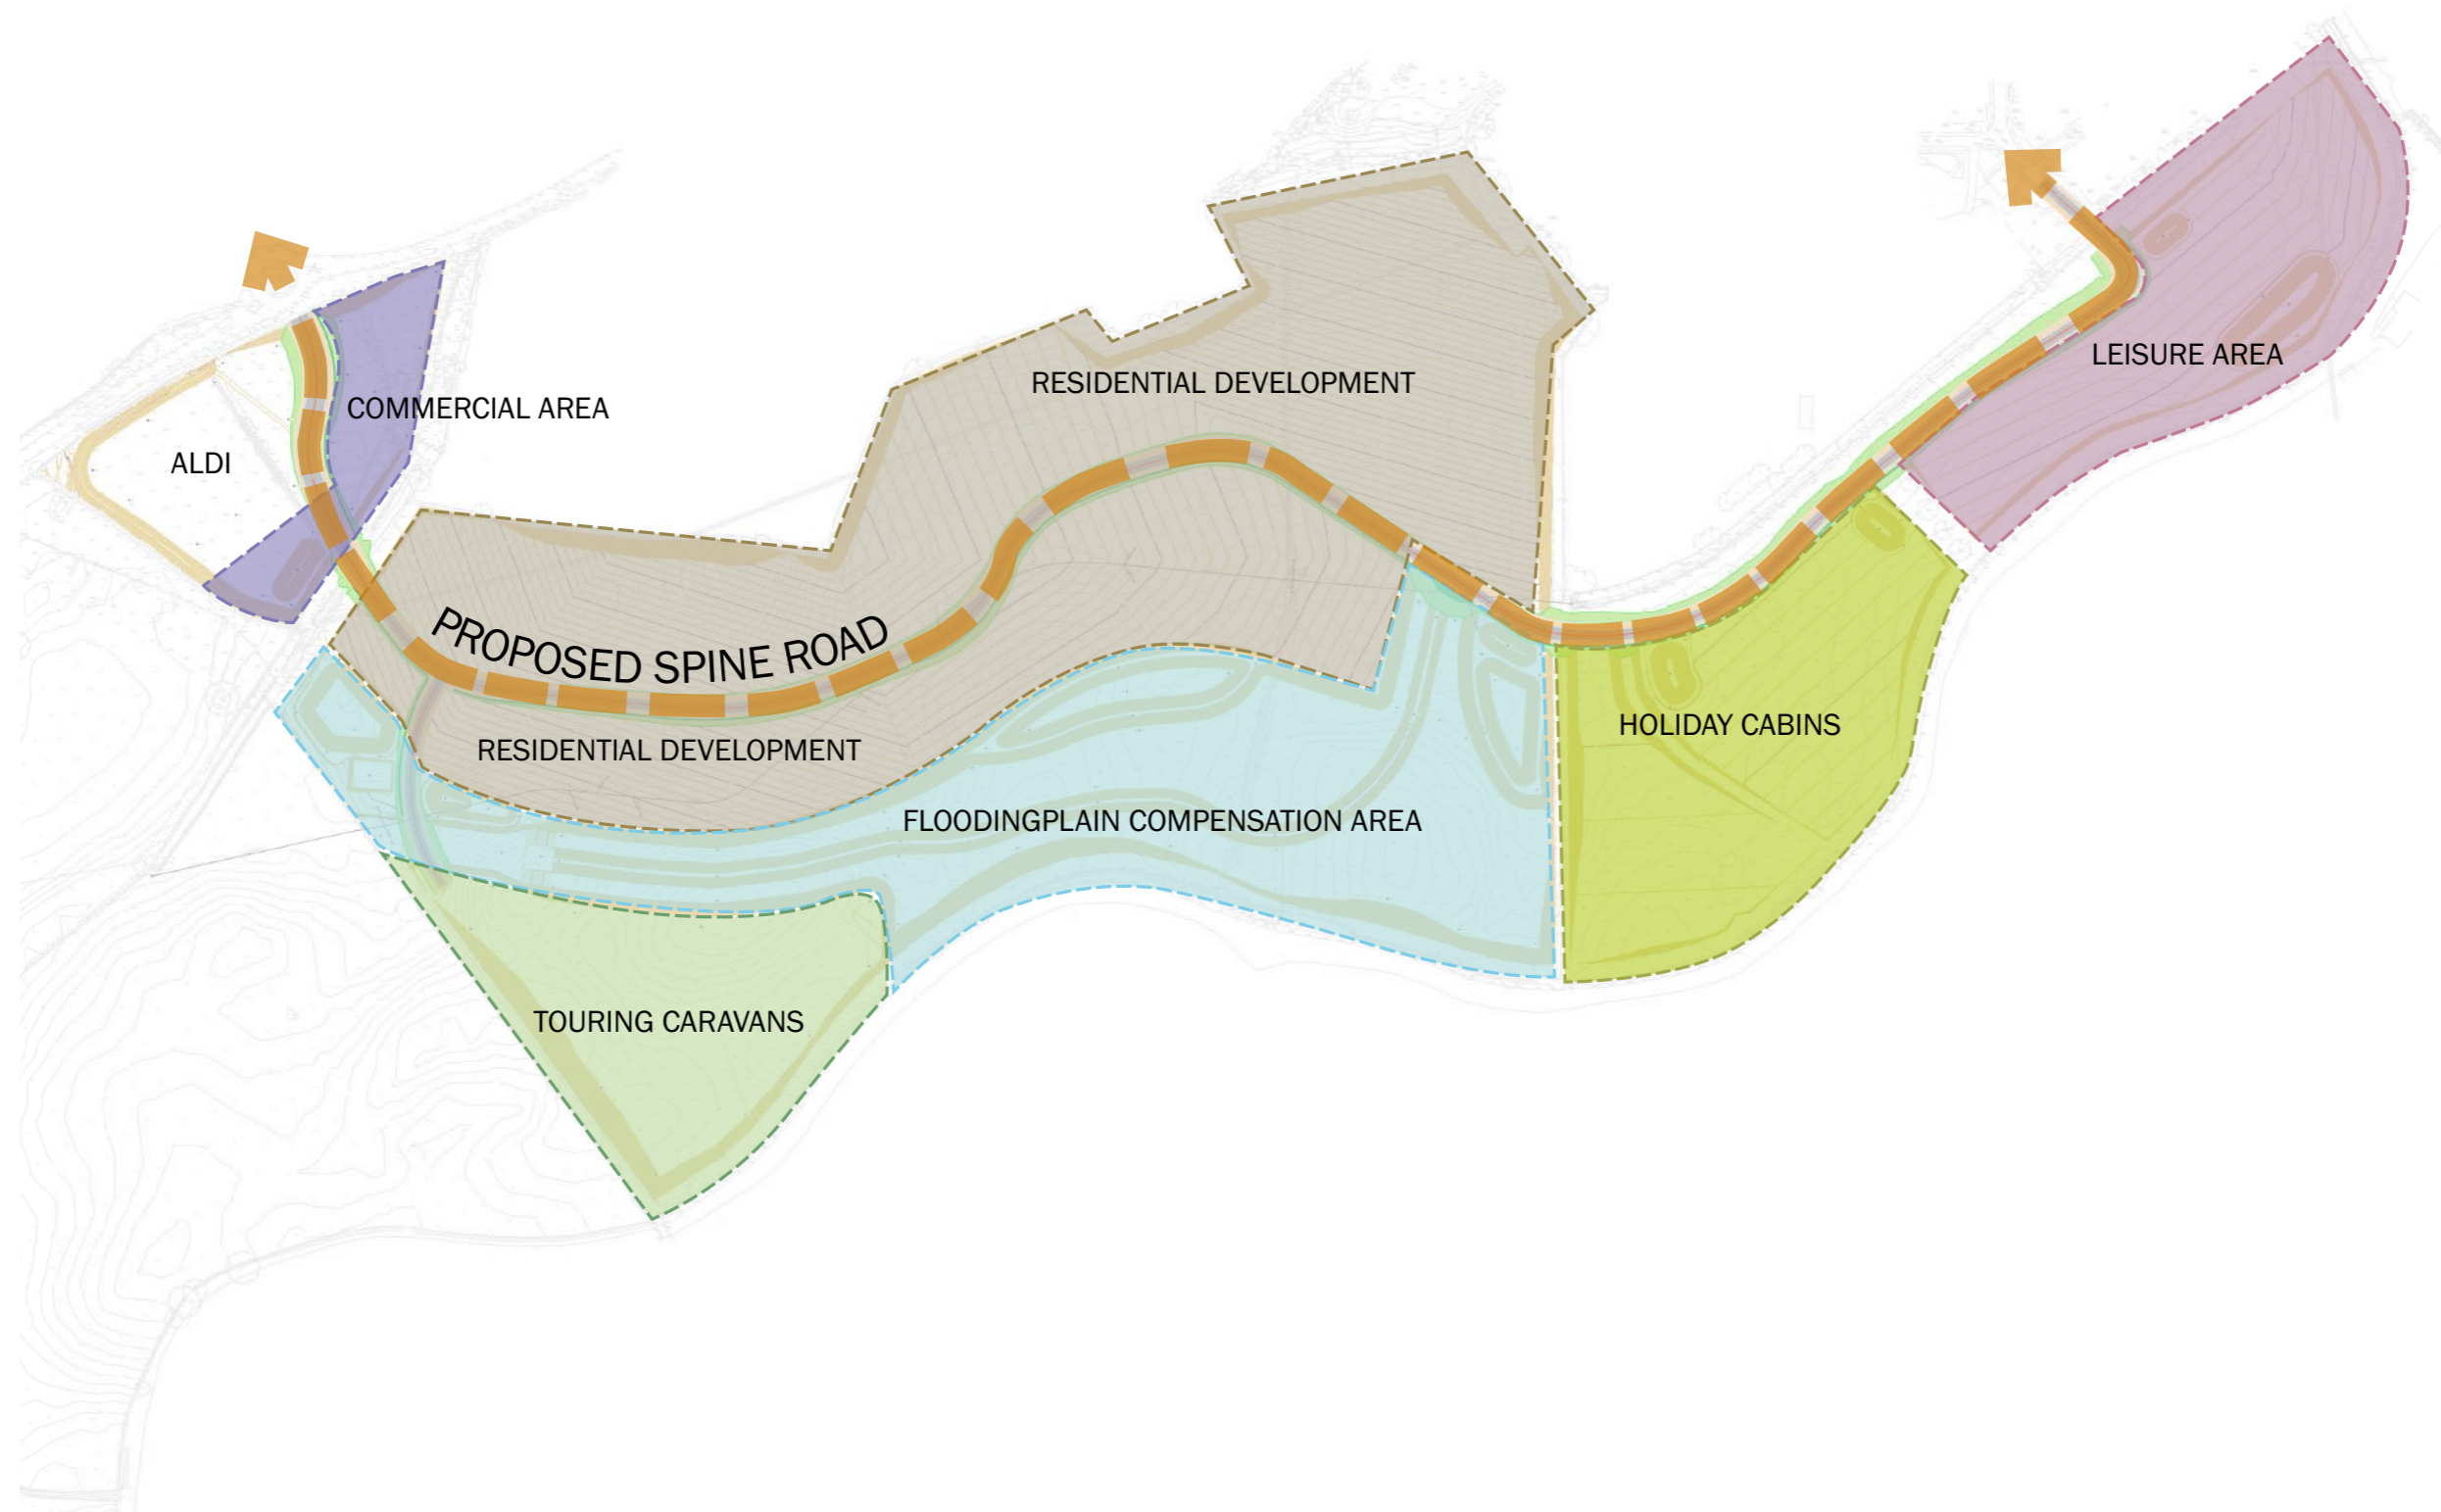 LEISURE AREA
RESIDENTIAL DEVELOPMENT
COMMERCIAL AREA
ALDI
PROPOSED SPINE ROAD
HOLIDAY CABINS
RESIDENTIAL DEVELOPMENT
FLOODINGPLAIN COMPENSATION AREA
TOURING CARAVANS